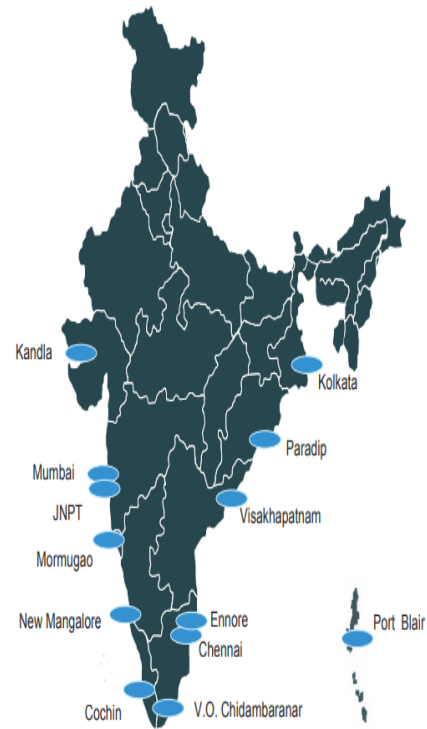 Kandla
Kolkata
Paradip
Mumbai
JNPT
Visakhapatnam
Mormugao
New Mangalore
Ennore
Port Blair
Chennai
Cochin
V.O. Chidambaranar